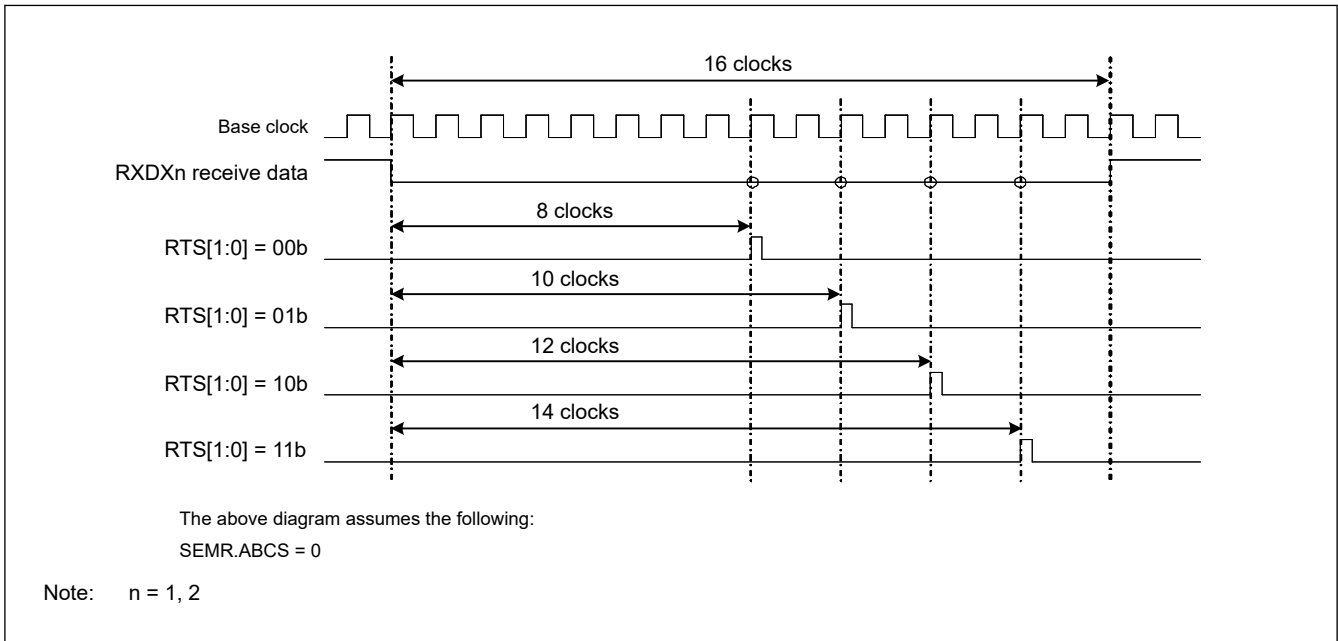 16 clocks
Base clock
RXDXn receive data
8 clocks
RTS[1:0] = 00b
10 clocks
RTS[1:0] = 01b
12 clocks
RTS[1:0] = 10b
14 clocks
RTS[1:0] = 11b
The above diagram assumes the following:
SEMR.ABCS = 0
Note: n = 1, 2